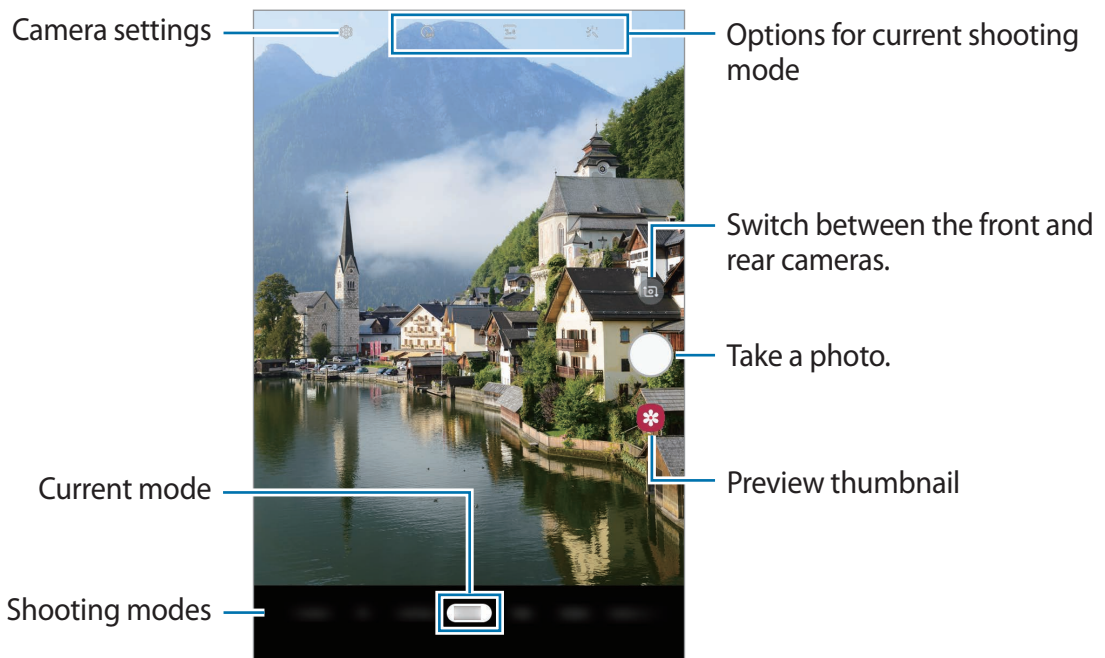 Camera settings
Options for current shooting
mode
Switch between the front and
rear cameras.
Take a photo.
Preview thumbnail
Current mode
Shooting modes